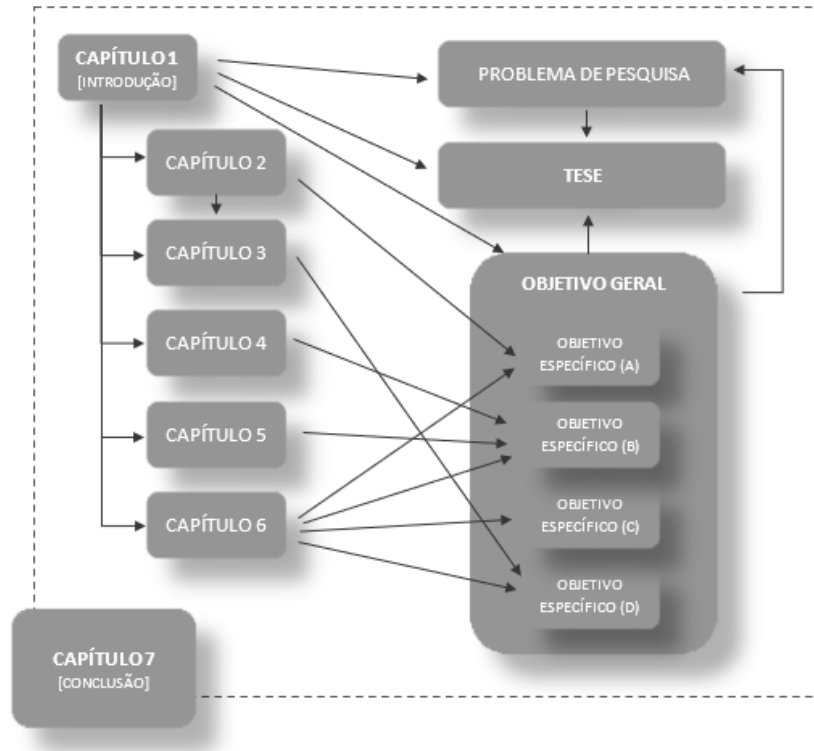 CAPÍTULO 1
[INTRODUÇÃO]
PROBLEMA DE PESQUISA
TESE
CAPÍTULO 2
CAPÍTULO 3
CAPÍTULO 4
CAPÍTULO 5
CAPÍTULO 6
OBJETIVO GERAL
OBJETIVO
ESPECÍFICO (A)
OBJETIVO
ESPECÍFICO (B)
OBJETIVO
ESPECÍFICO (C)
OBJETIVO
ESPECÍFICO (D)
CAPÍTULO 7
[CONCLUSÃO]